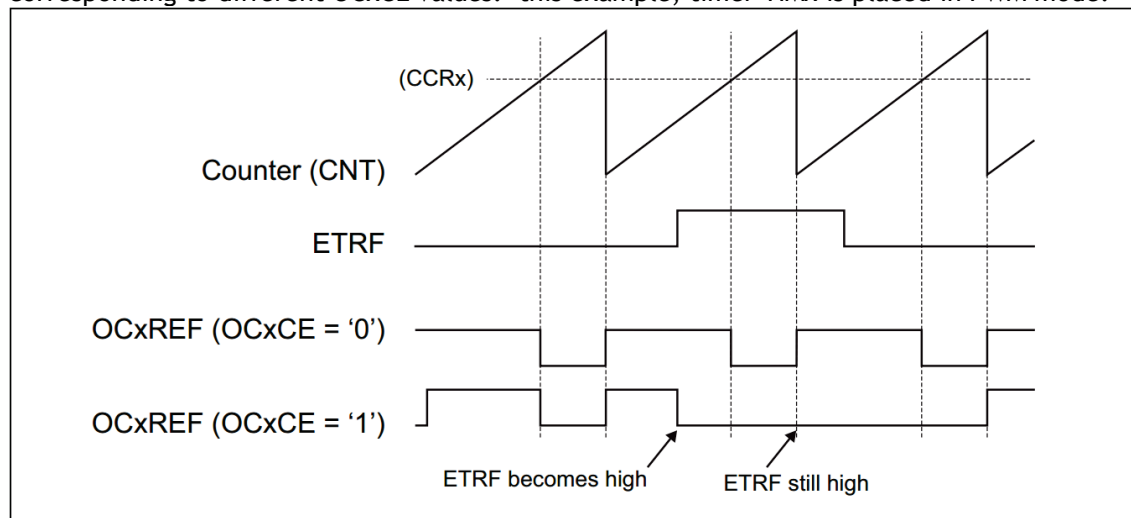 (CCRx)
Counter (CNT)
ETRF
OCxREF (OCxCE = ‘0’)
OCxREF (OCxCE = ‘1’)
ETRF becomes high
ETRF still high